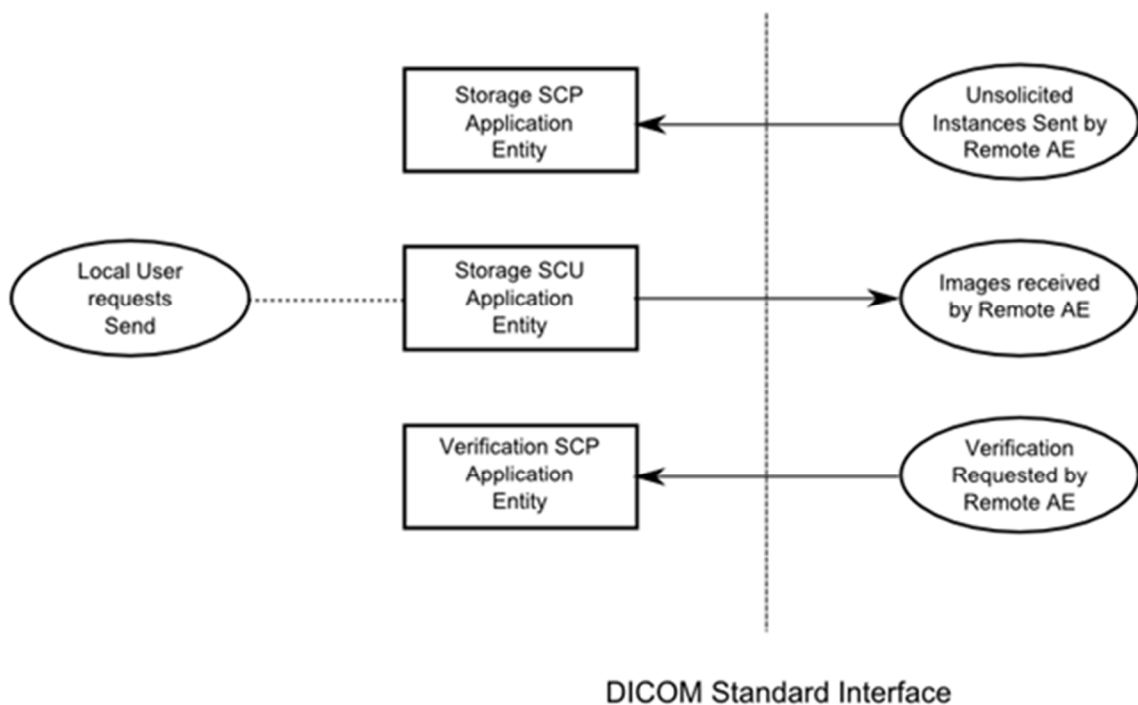 Storage SCP
Application
Entity
Unsolicited
Instances Sent by
Remote AE
Local User
requests
Send
Storage SCU
Application
Entity
Images received
by Remote AE
Verification SCP
Application
Entity
Verification
Requested by
Remote AE
DICOM Standard Interface